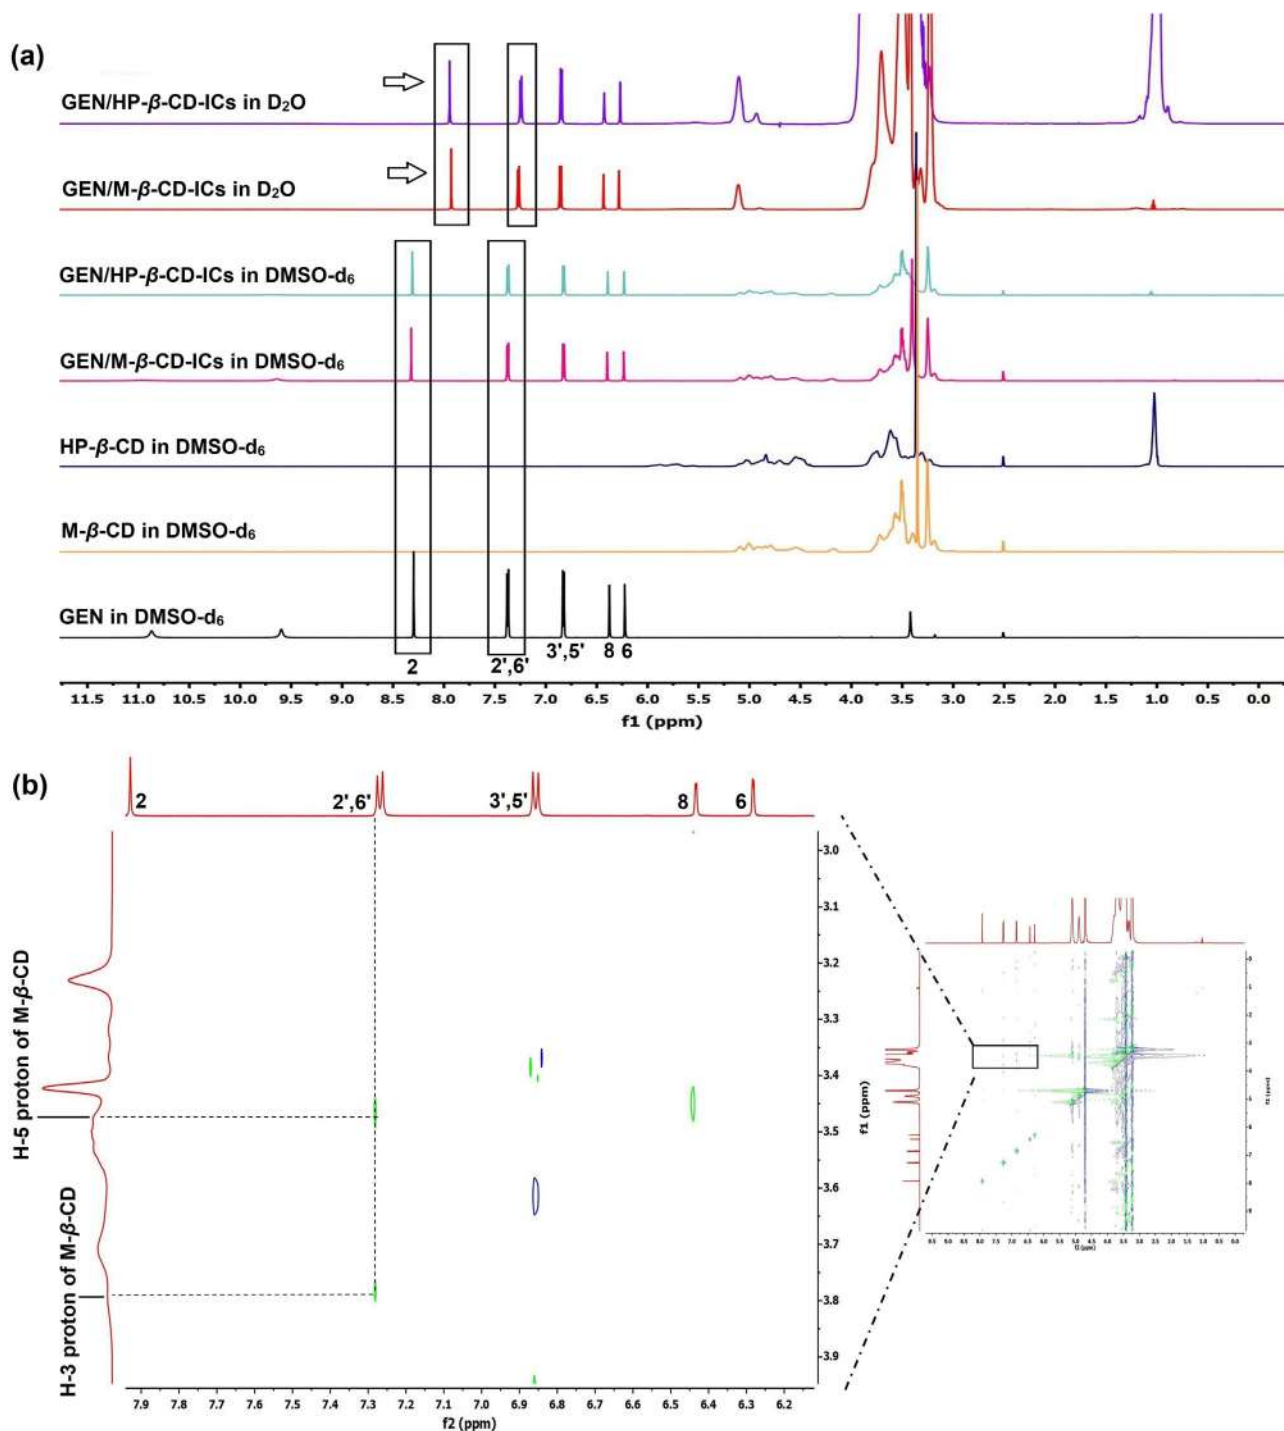 (a)
GEN/HP-β-CD-ICs in D₂O
GEN/M-β-CD-ICs in D₂O
GEN/HP-β-CD-ICs in DMSO-d₆
GEN/M-β-CD-ICs in DMSO-d₆
HP-β-CD in DMSO-d₆
M-β-CD in DMSO-d₆
GEN in DMSO-d₆
2 2',6' 3',5' 8 6
11.5 10.5 9.5 9.0 8.5 8.0 7.5 7.0 6.5 6.0 5.5 5.0 4.5 4.0 3.5 3.0 2.5 2.0 1.5 1.0 0.5 0.0
f1 (ppm)
(b)
2 2',6' 3',5' 8 6
H-5 proton of M-β-CD
H-3 proton of M-β-CD
3.0
3.1
3.2
3.3
3.4
3.5
3.6
3.7
3.8
3.9
7.9 7.8 7.7 7.6 7.5 7.4 7.3 7.2 7.1 7.0 6.9 6.8 6.7 6.6 6.5 6.4 6.3 6.2
f2 (ppm)
f1 (ppm)